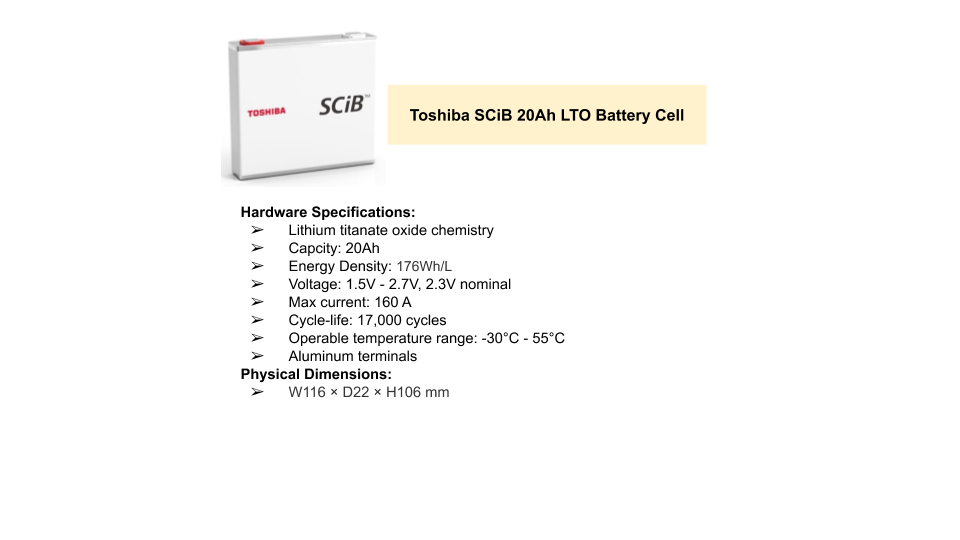 TOSHIBA
SCiB™
Toshiba SCiB 20Ah LTO Battery Cell
Hardware Specifications:
➢ Lithium titanate oxide chemistry
➢ Capcity: 20Ah
➢ Energy Density: 176Wh/L
➢ Voltage: 1.5V - 2.7V, 2.3V nominal
➢ Max current: 160 A
➢ Cycle-life: 17,000 cycles
➢ Operable temperature range: -30°C - 55°C
➢ Aluminum terminals
Physical Dimensions:
➢ W116 × D22 × H106 mm